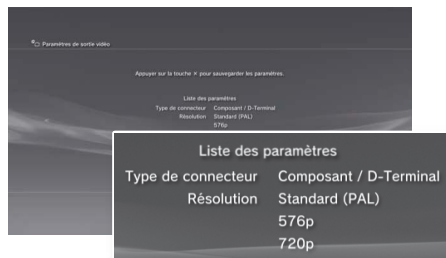 Paramètres de sortie vidéo
Appuyer sur la touche × pour sauvegarder les paramètres.
Liste des paramètres
Type de connecteur Composant / D-Terminal
Résolution Standard (PAL)
576p
Liste des paramètres
Type de connecteur Composant / D-Terminal
Résolution Standard (PAL)
576p
720p